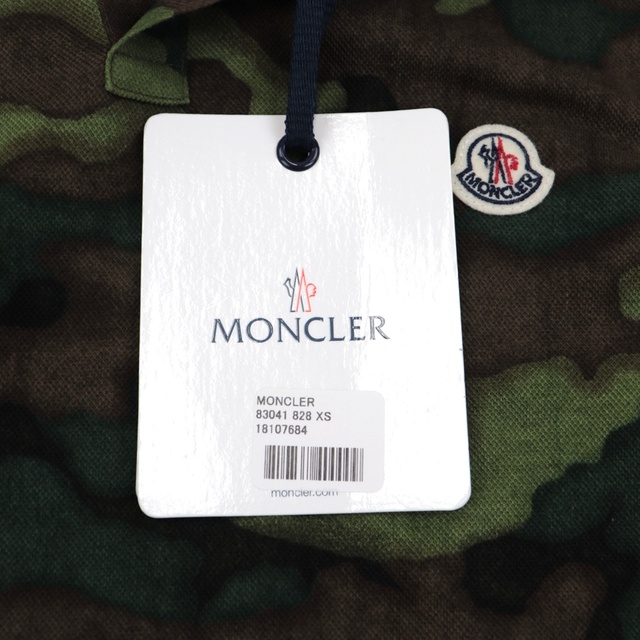 MONCLER
MONCLER
MONCLER
83041 828 XS
18107684
moncler.com